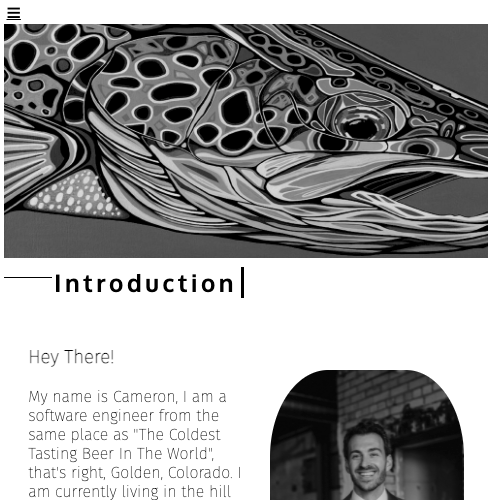 Introduction
Hey There!
My name is Cameron, I am a
software engineer from the
same place as "The Coldest
Tasting Beer In The World",
that's right, Golden, Colorado. I
am currently living in the hill